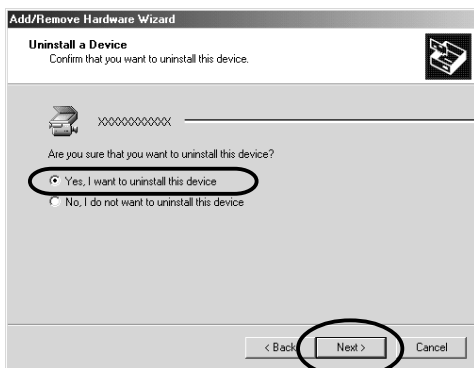 Add/Remove Hardware Wizard
Uninstall a Device
Confirm that you want to uninstall this device.
xxxxxxxxxxx
Are you sure that you want to uninstall this device?
Yes, I want to uninstall this device
No, I do not want to uninstall this device
< Back
Next >
Cancel